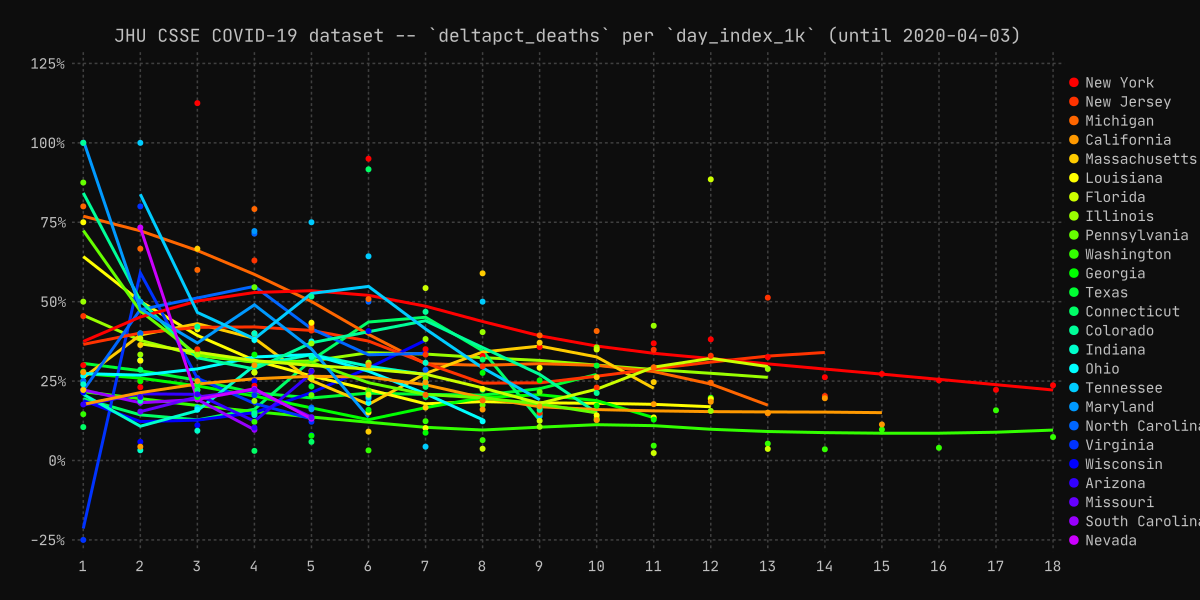 JHU CSSE COVID-19 dataset -- `deltapct_deaths` per `day_index_1k` (until 2020-04-03)
125%
100%
75%
50%
25%
0%
-25%
1 2 3 4 5 6 7 8 9 10 11 12 13 14 15 16 17 18
New York
New Jersey
Michigan
California
Massachusetts
Louisiana
Florida
Illinois
Pennsylvania
Washington
Georgia
Texas
Connecticut
Colorado
Indiana
Ohio
Tennessee
Maryland
North Carolina
Virginia
Wisconsin
Arizona
Missouri
South Carolina
Nevada